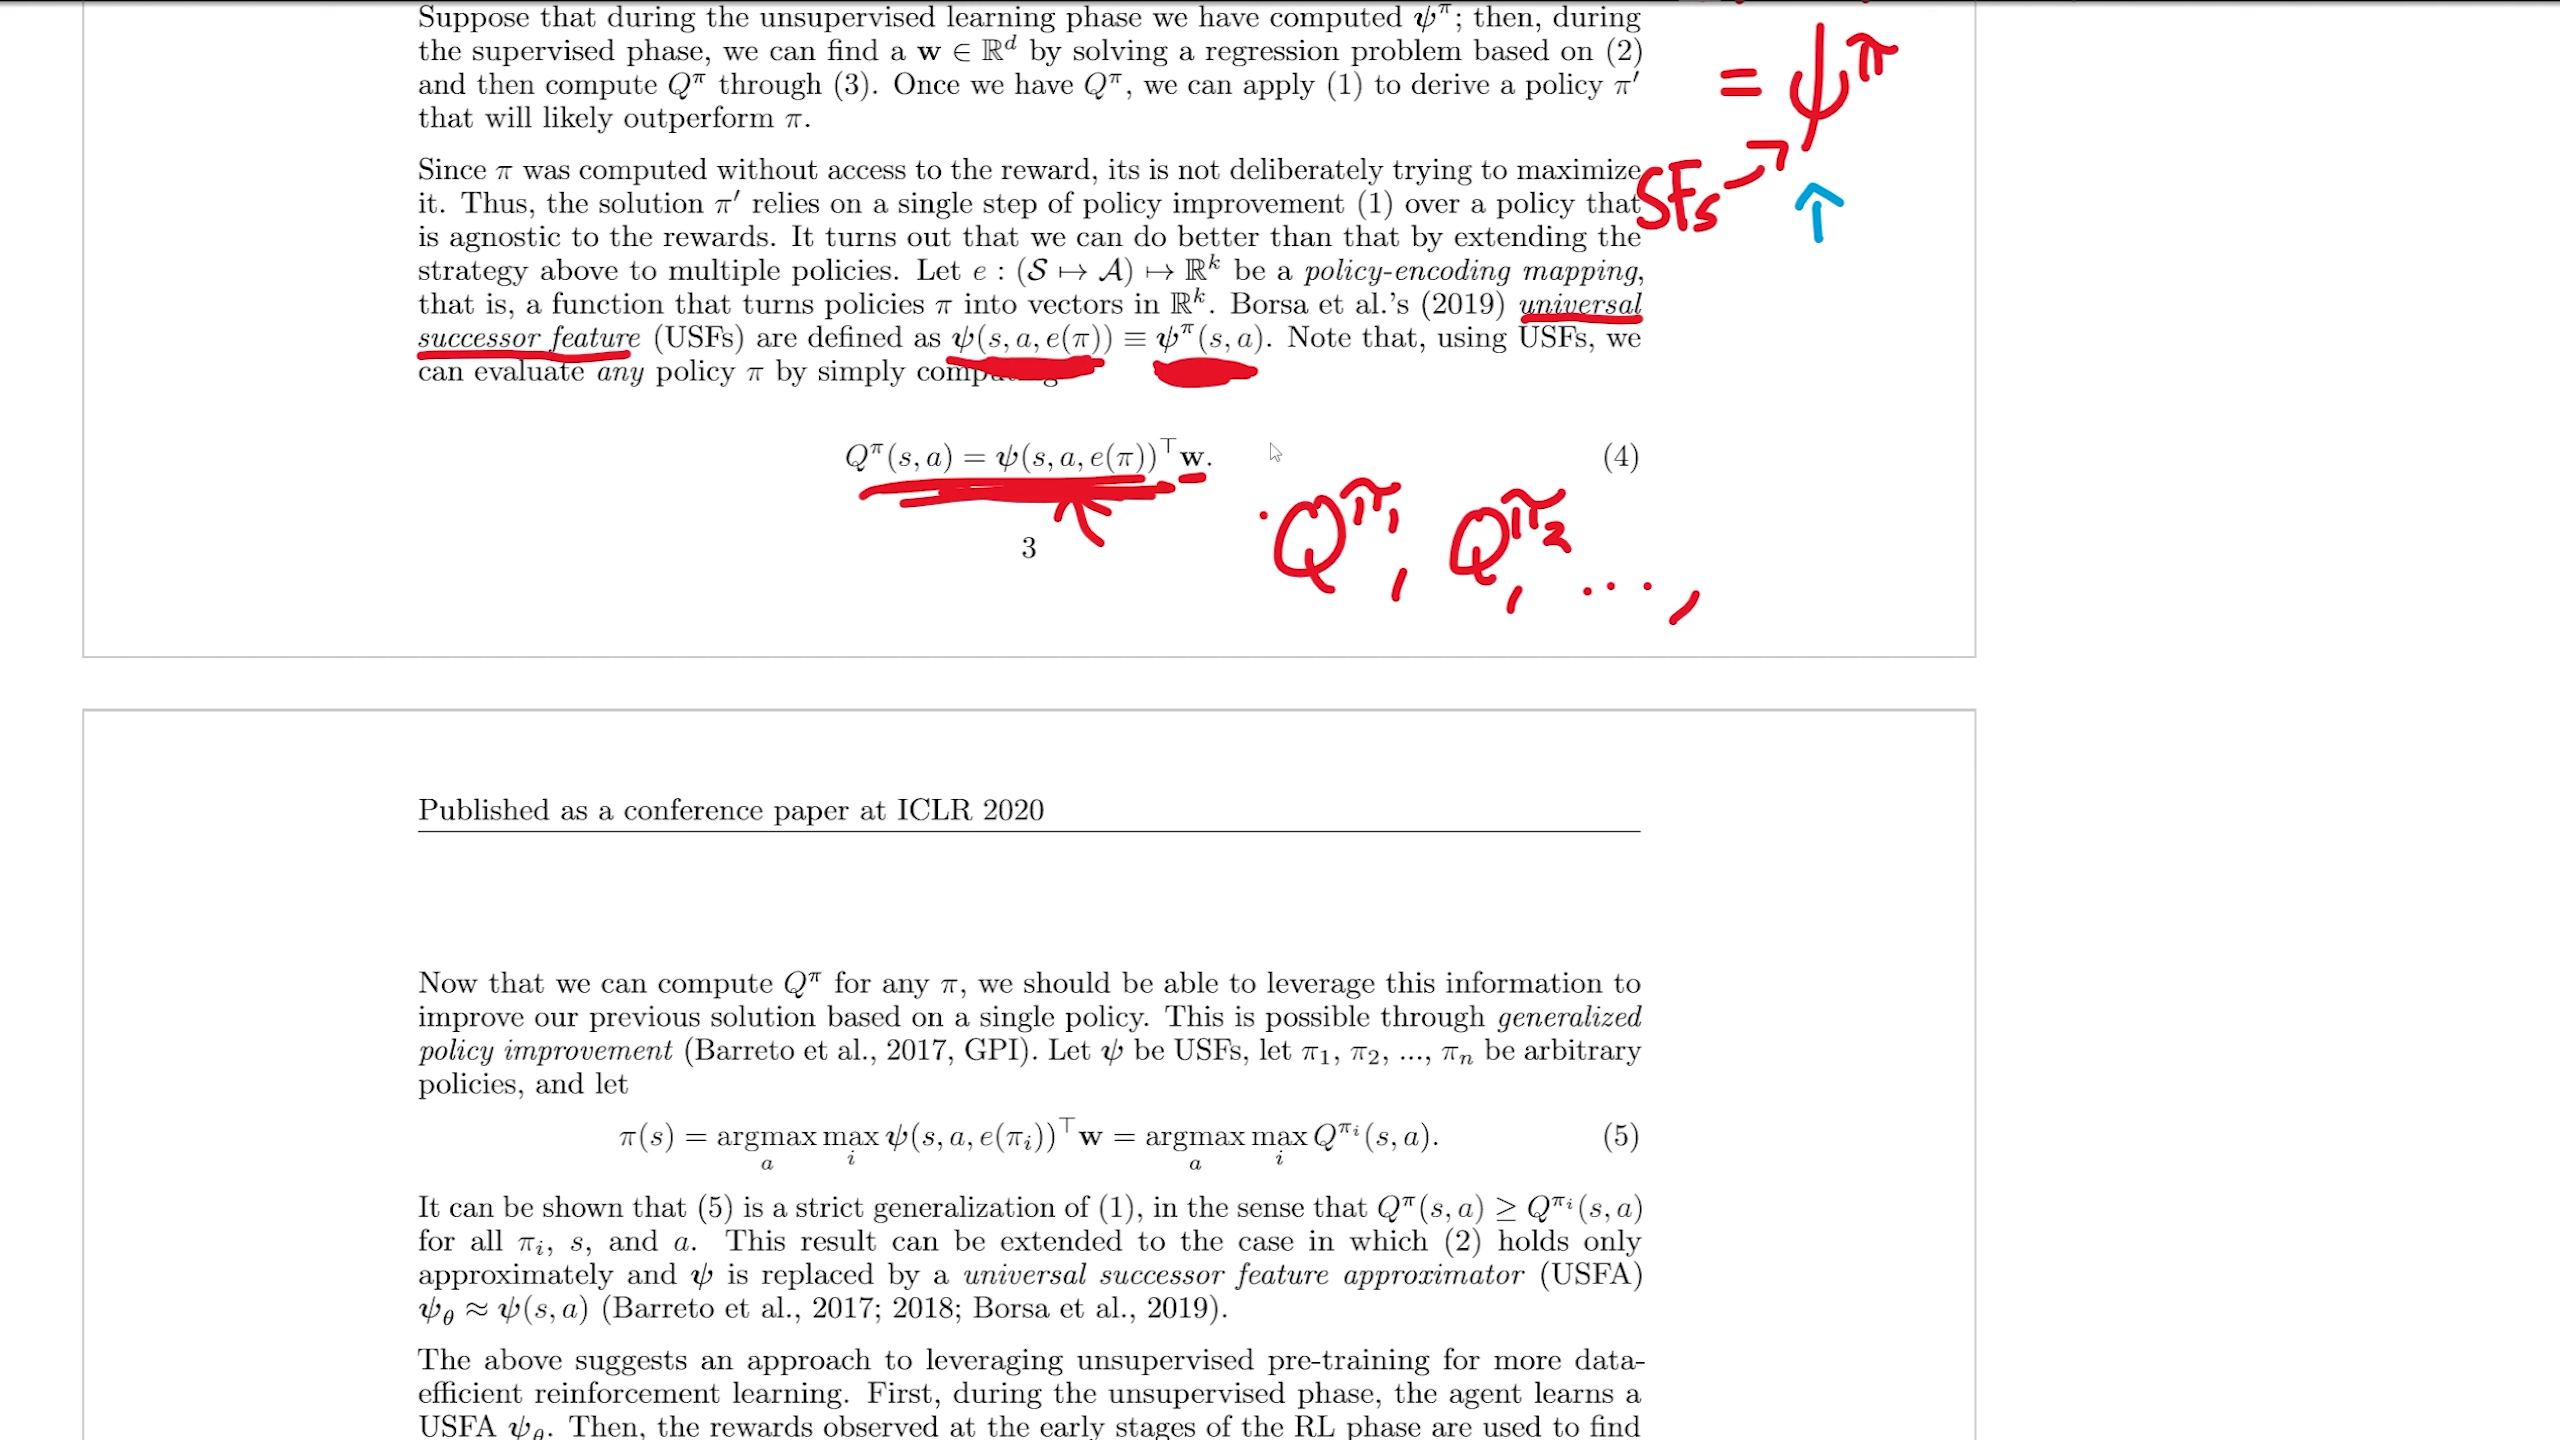 Suppose that during the unsupervised learning phase we have computed ψ^π; then, during
the supervised phase, we can find a w ∈ ℝ^d by solving a regression problem based on (2)
and then compute Q^π through (3). Once we have Q^π, we can apply (1) to derive a policy π′
that will likely outperform π.
= ψ^π
SFs
Since π was computed without access to the reward, its is not deliberately trying to maximize
it. Thus, the solution π′ relies on a single step of policy improvement (1) over a policy that
is agnostic to the rewards. It turns out that we can do better than that by extending the
strategy above to multiple policies. Let e : (𝒮 ↦ 𝒜) ↦ ℝ^k be a policy-encoding mapping,
that is, a function that turns policies π into vectors in ℝ^k. Borsa et al.'s (2019) universal
successor feature (USFs) are defined as ψ(s, a, e(π)) ≡ ψ^π(s, a). Note that, using USFs, we
can evaluate any policy π by simply computing
Q^π(s, a) = ψ(s, a, e(π))^⊤ w. (4)
Q^π1, Q^π2, ...,
3
Published as a conference paper at ICLR 2020
Now that we can compute Q^π for any π, we should be able to leverage this information to
improve our previous solution based on a single policy. This is possible through generalized
policy improvement (Barreto et al., 2017, GPI). Let ψ be USFs, let π1, π2, ..., πn be arbitrary
policies, and let
π(s) = argmax_a max_i ψ(s, a, e(π_i))^⊤ w = argmax_a max_i Q^{π_i}(s, a). (5)
It can be shown that (5) is a strict generalization of (1), in the sense that Q^π(s, a) ≥ Q^{π_i}(s, a)
for all π_i, s, and a. This result can be extended to the case in which (2) holds only
approximately and ψ is replaced by a universal successor feature approximator (USFA)
ψ_θ ≈ ψ(s, a) (Barreto et al., 2017; 2018; Borsa et al., 2019).
The above suggests an approach to leveraging unsupervised pre-training for more data-
efficient reinforcement learning. First, during the unsupervised phase, the agent learns a
USFA ψ_θ. Then, the rewards observed at the early stages of the RL phase are used to find